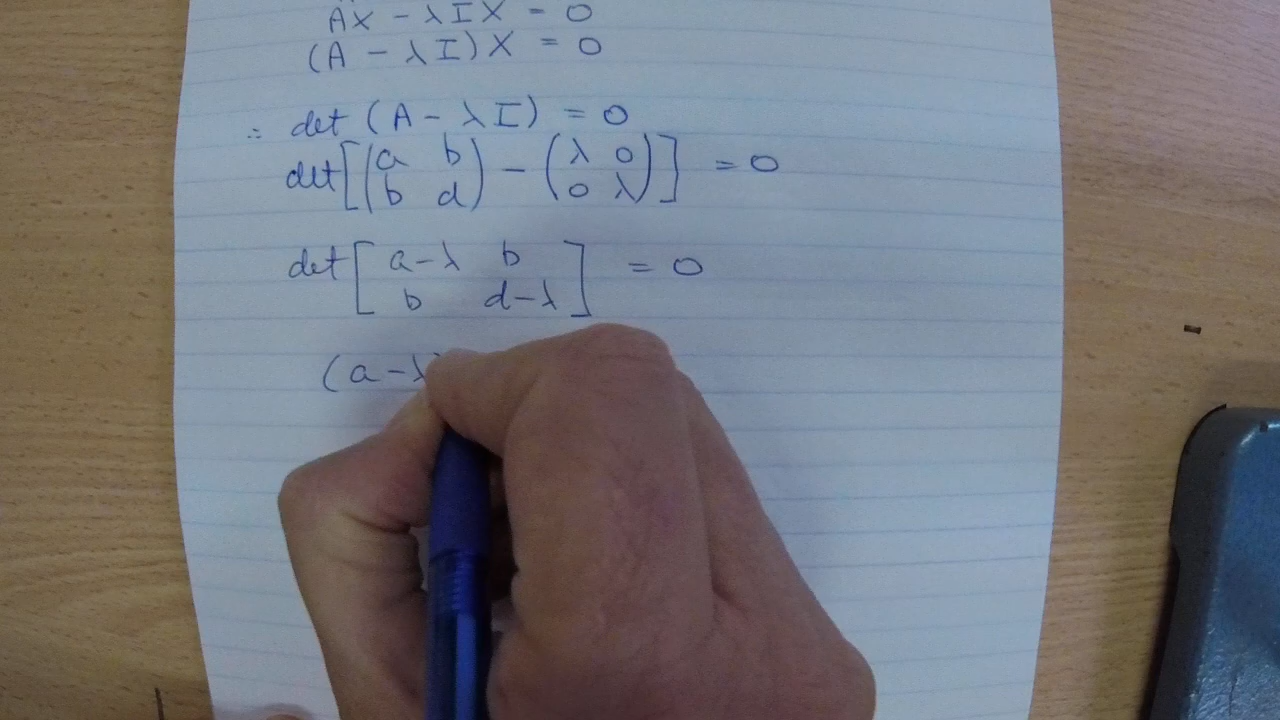 AX - λIX = 0
(A - λI)X = 0
∴ det (A - λI) = 0
det[(a b
b d) - (λ 0
0 λ)] = 0
det[a-λ b
b d-λ] = 0
(a-λ)